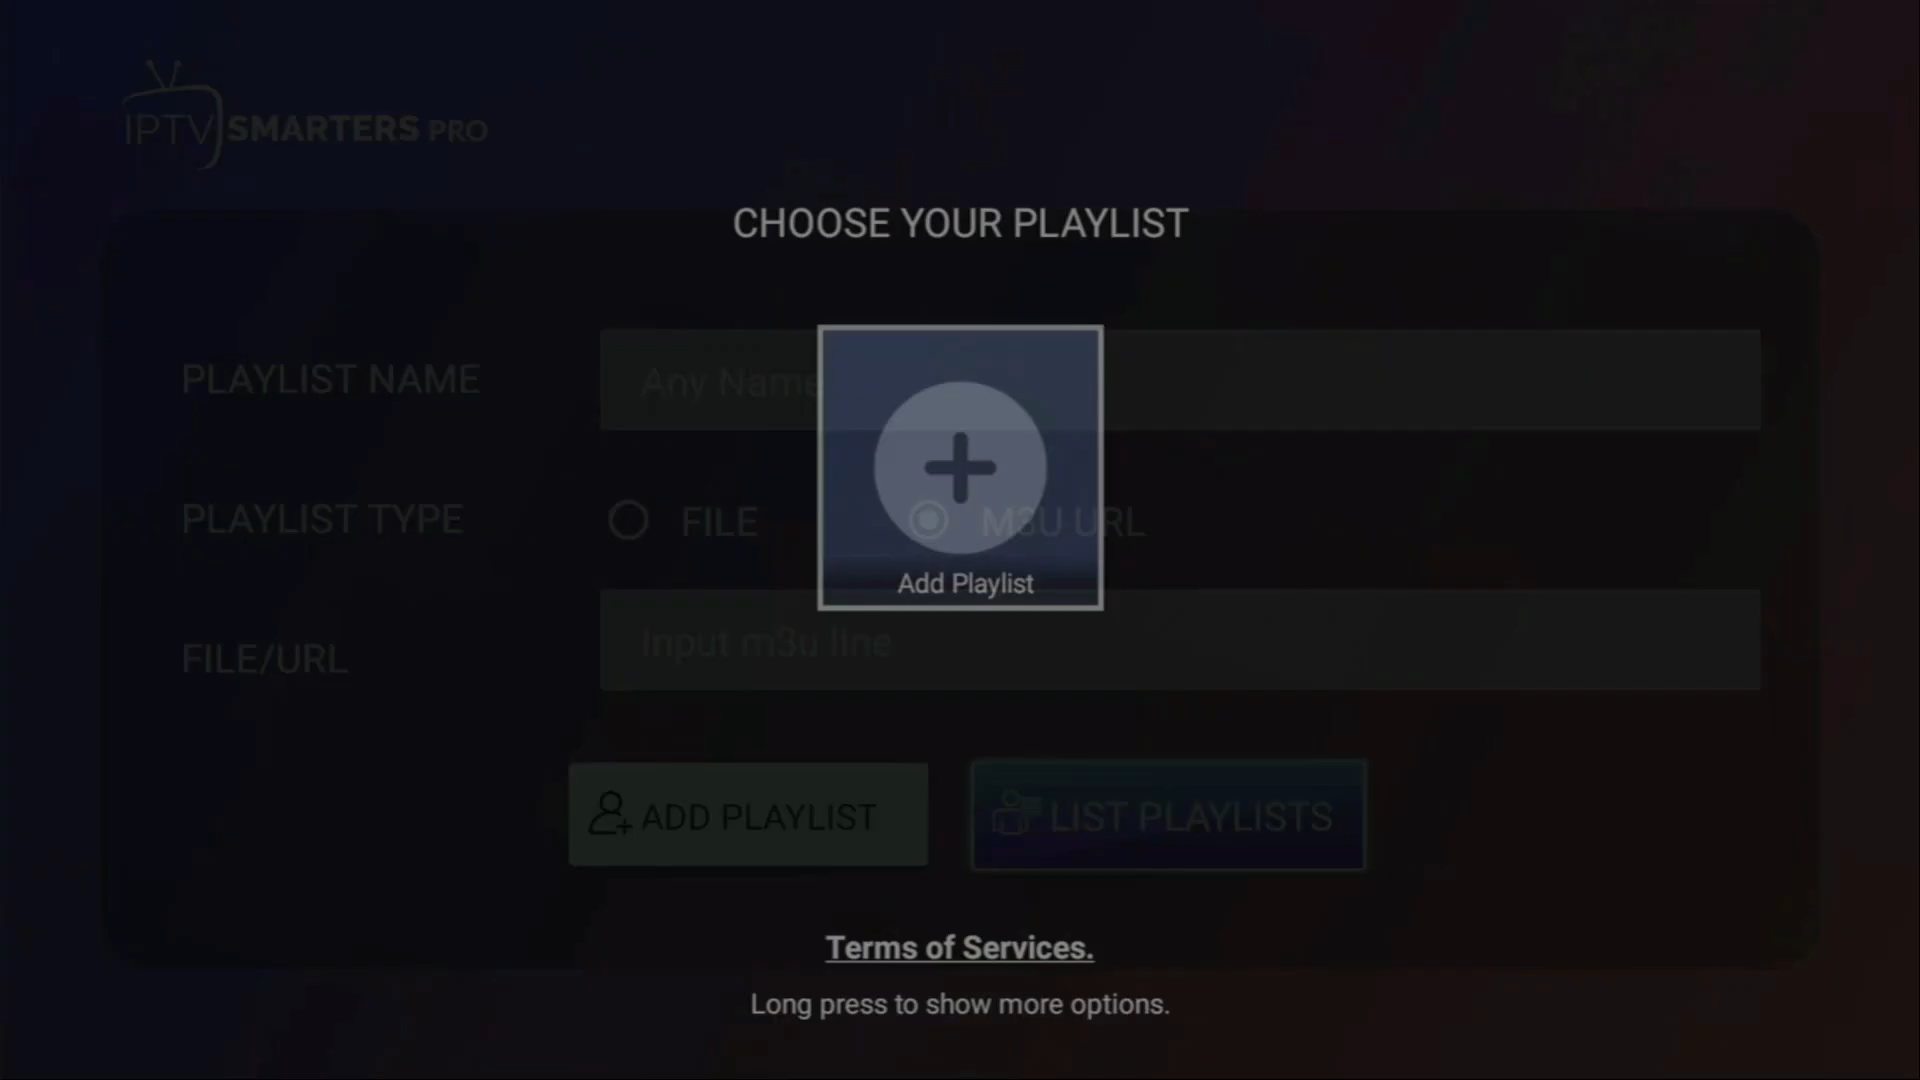 IPTV SMARTERS PRO
CHOOSE YOUR PLAYLIST
PLAYLIST NAME
Any Name
PLAYLIST TYPE
FILE
M3U URL
Add Playlist
FILE/URL
Input m3u line
ADD PLAYLIST
LIST PLAYLISTS
Terms of Services.
Long press to show more options.